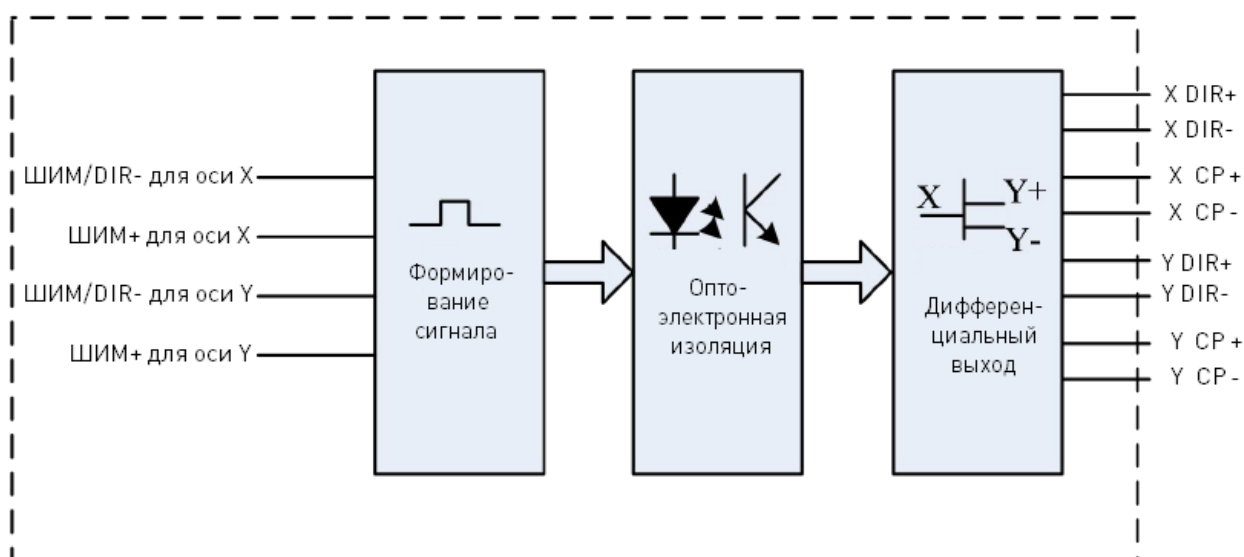 ШИМ/DIR- для оси X
ШИМ+ для оси X
ШИМ/DIR- для оси Y
ШИМ+ для оси Y
Формиро-
вание
сигнала
Опто-
электронная
изоляция
X
Y+
Y-
Дифферен-
циальный
выход
X DIR+
X DIR-
X CP+
X CP-
Y DIR+
Y DIR-
Y CP+
Y CP-